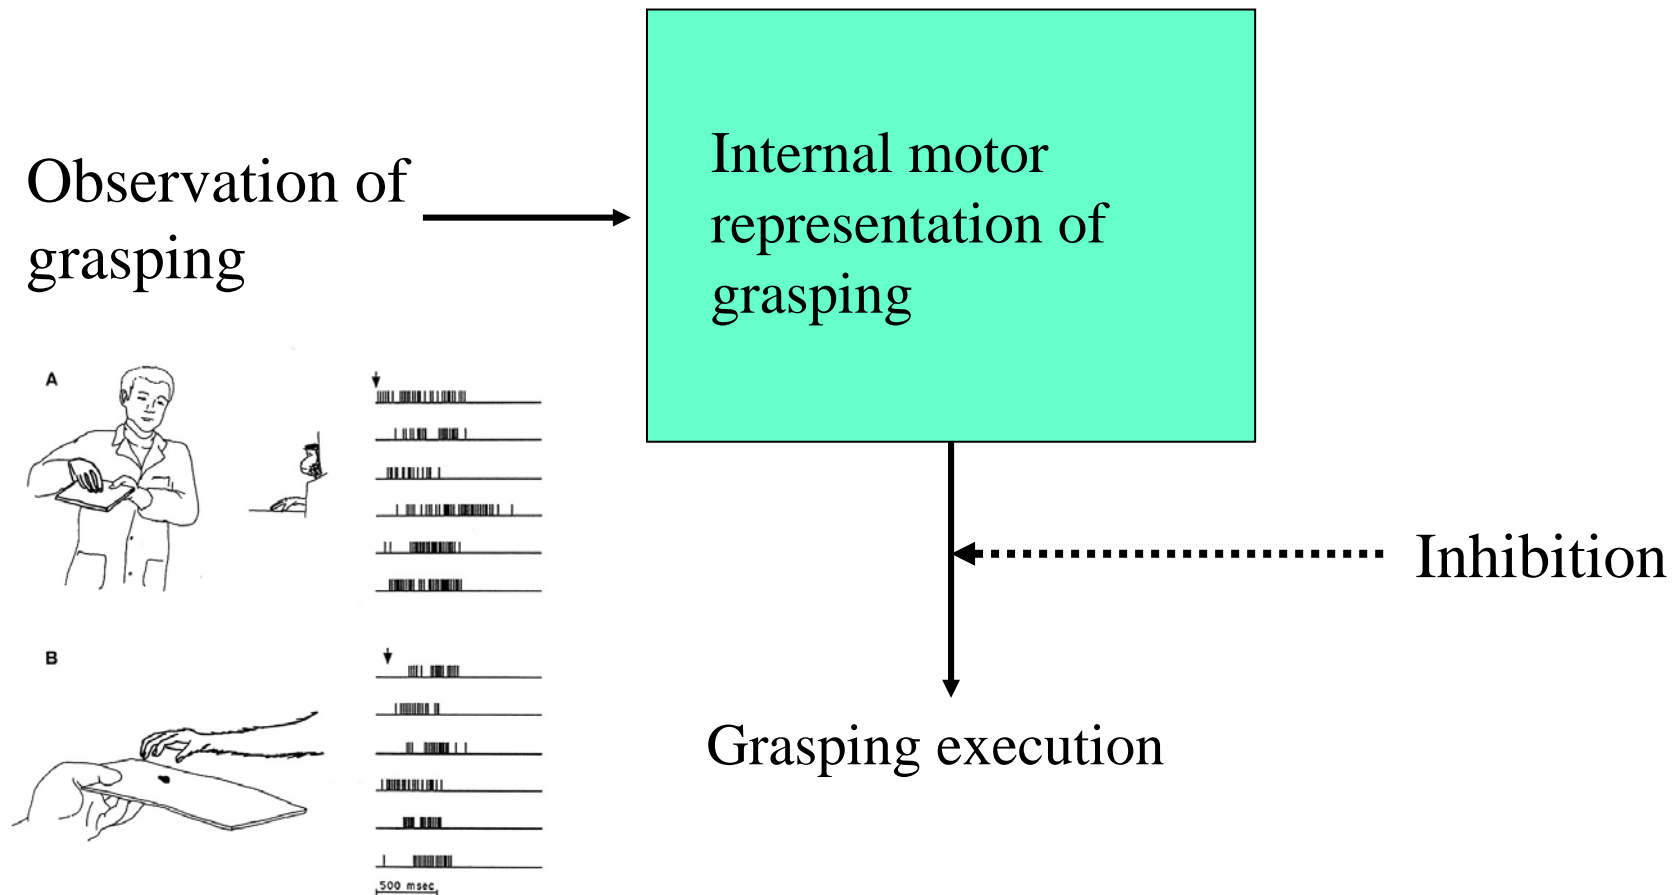 Observation of
grasping
Internal motor
representation of
grasping
A
B
500 msec
Inhibition
Grasping execution